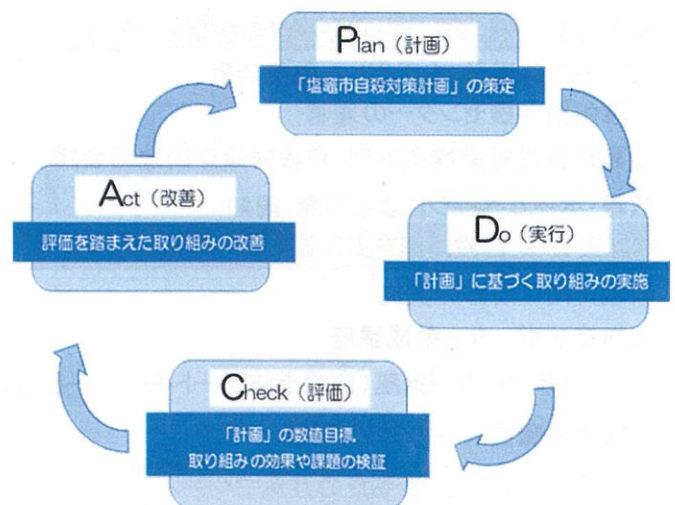 Plan（計画）
「塩竈市自殺対策計画」の策定
Act（改善）
評価を踏まえた取り組みの改善
Do（実行）
「計画」に基づく取り組みの実施
Check（評価）
「計画」の数値目標,
取り組みの効果や課題の検証